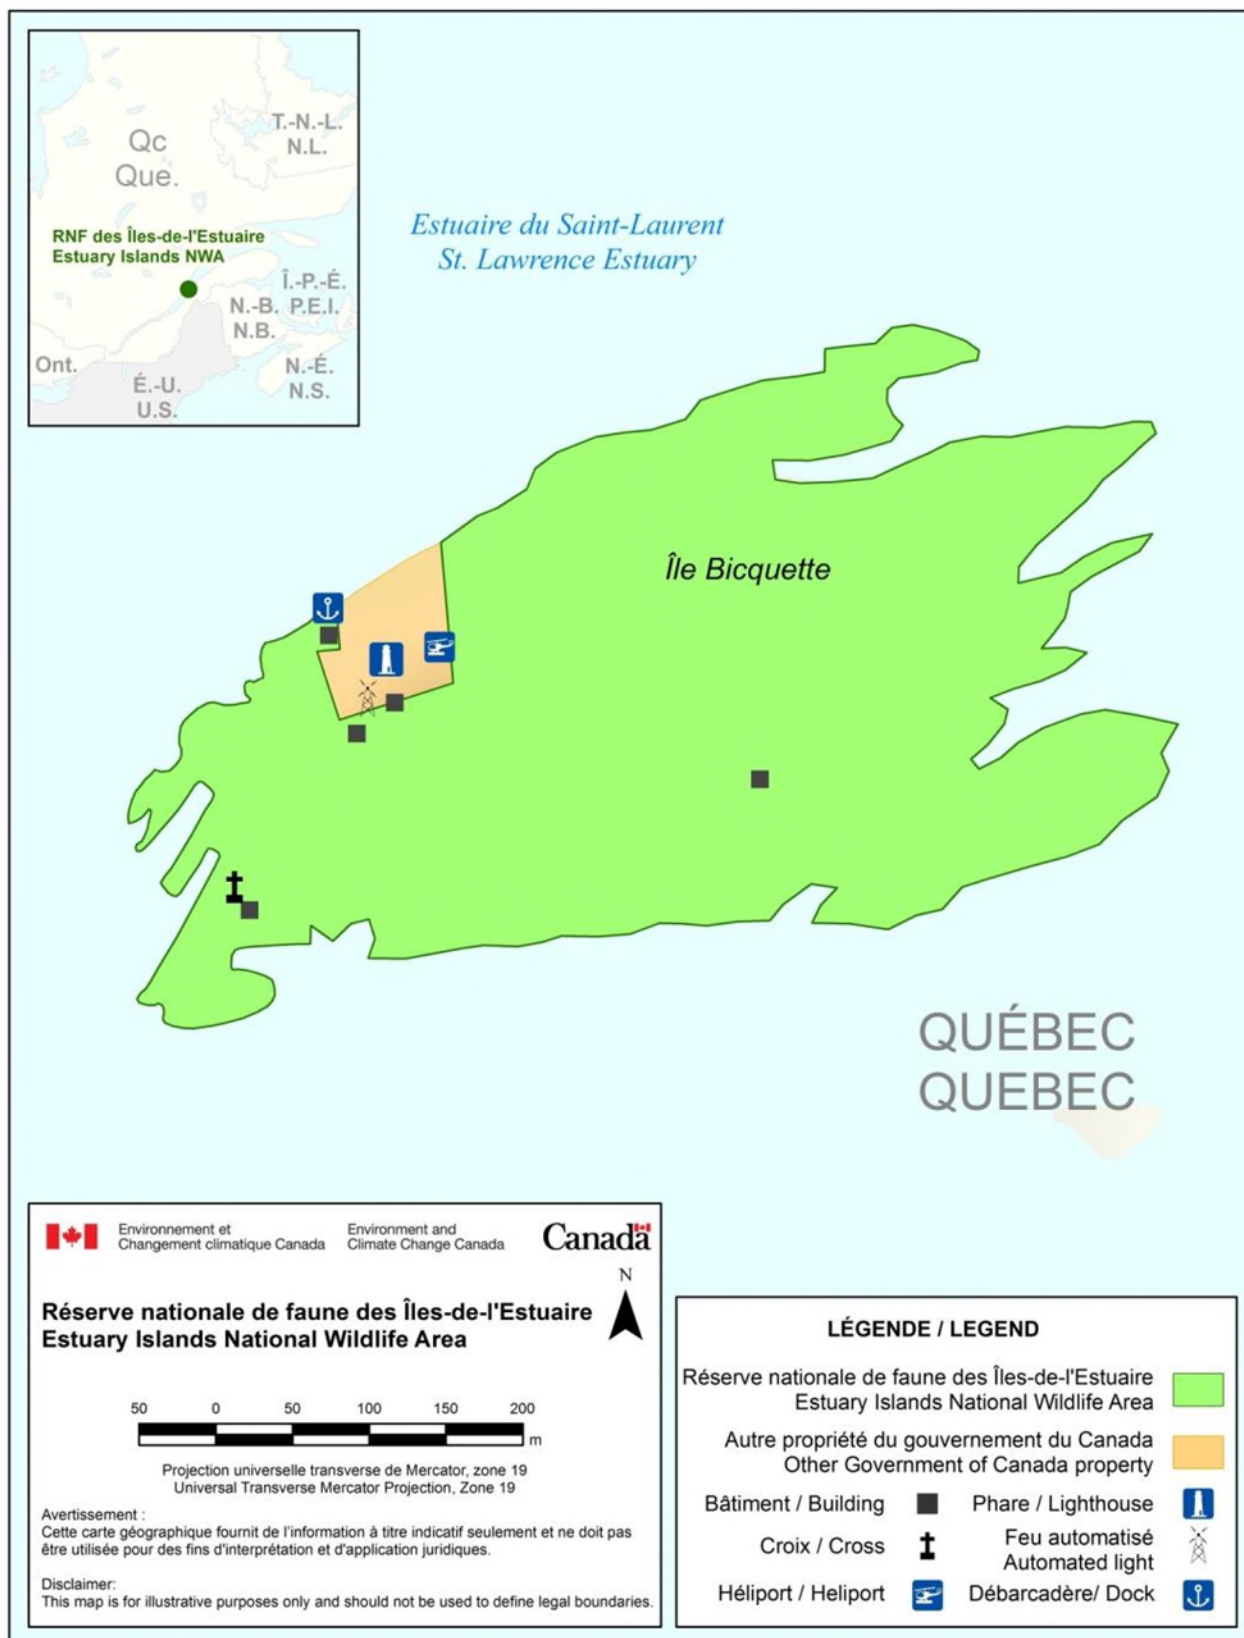 Qc
Que.
T.-N.-L.
N.L.
RNF des Îles-de-l'Estuaire
Estuary Islands NWA
Î.-P.-É.
P.E.I.
N.-B.
N.B.
Ont.
É.-U.
U.S.
N.-É.
N.S.
Estuaire du Saint-Laurent
St. Lawrence Estuary
Île Bicquette
QUÉBEC
QUEBEC
Environnement et
Changement climatique Canada
Environment and
Climate Change Canada
Canada
N
Réserve nationale de faune des Îles-de-l'Estuaire
Estuary Islands National Wildlife Area
50 0 50 100 150 200
m
Projection universelle transverse de Mercator, zone 19
Universal Transverse Mercator Projection, Zone 19
Avertissement :
Cette carte géographique fournit de l'information à titre indicatif seulement et ne doit pas
être utilisée pour des fins d'interprétation et d'application juridiques.
Disclaimer:
This map is for illustrative purposes only and should not be used to define legal boundaries.
LÉGENDE / LEGEND
Réserve nationale de faune des Îles-de-l'Estuaire
Estuary Islands National Wildlife Area
Autre propriété du gouvernement du Canada
Other Government of Canada property
Bâtiment / Building
Phare / Lighthouse
Croix / Cross
Feu automatisé
Automated light
Héliport / Heliport
Débarcadère/ Dock